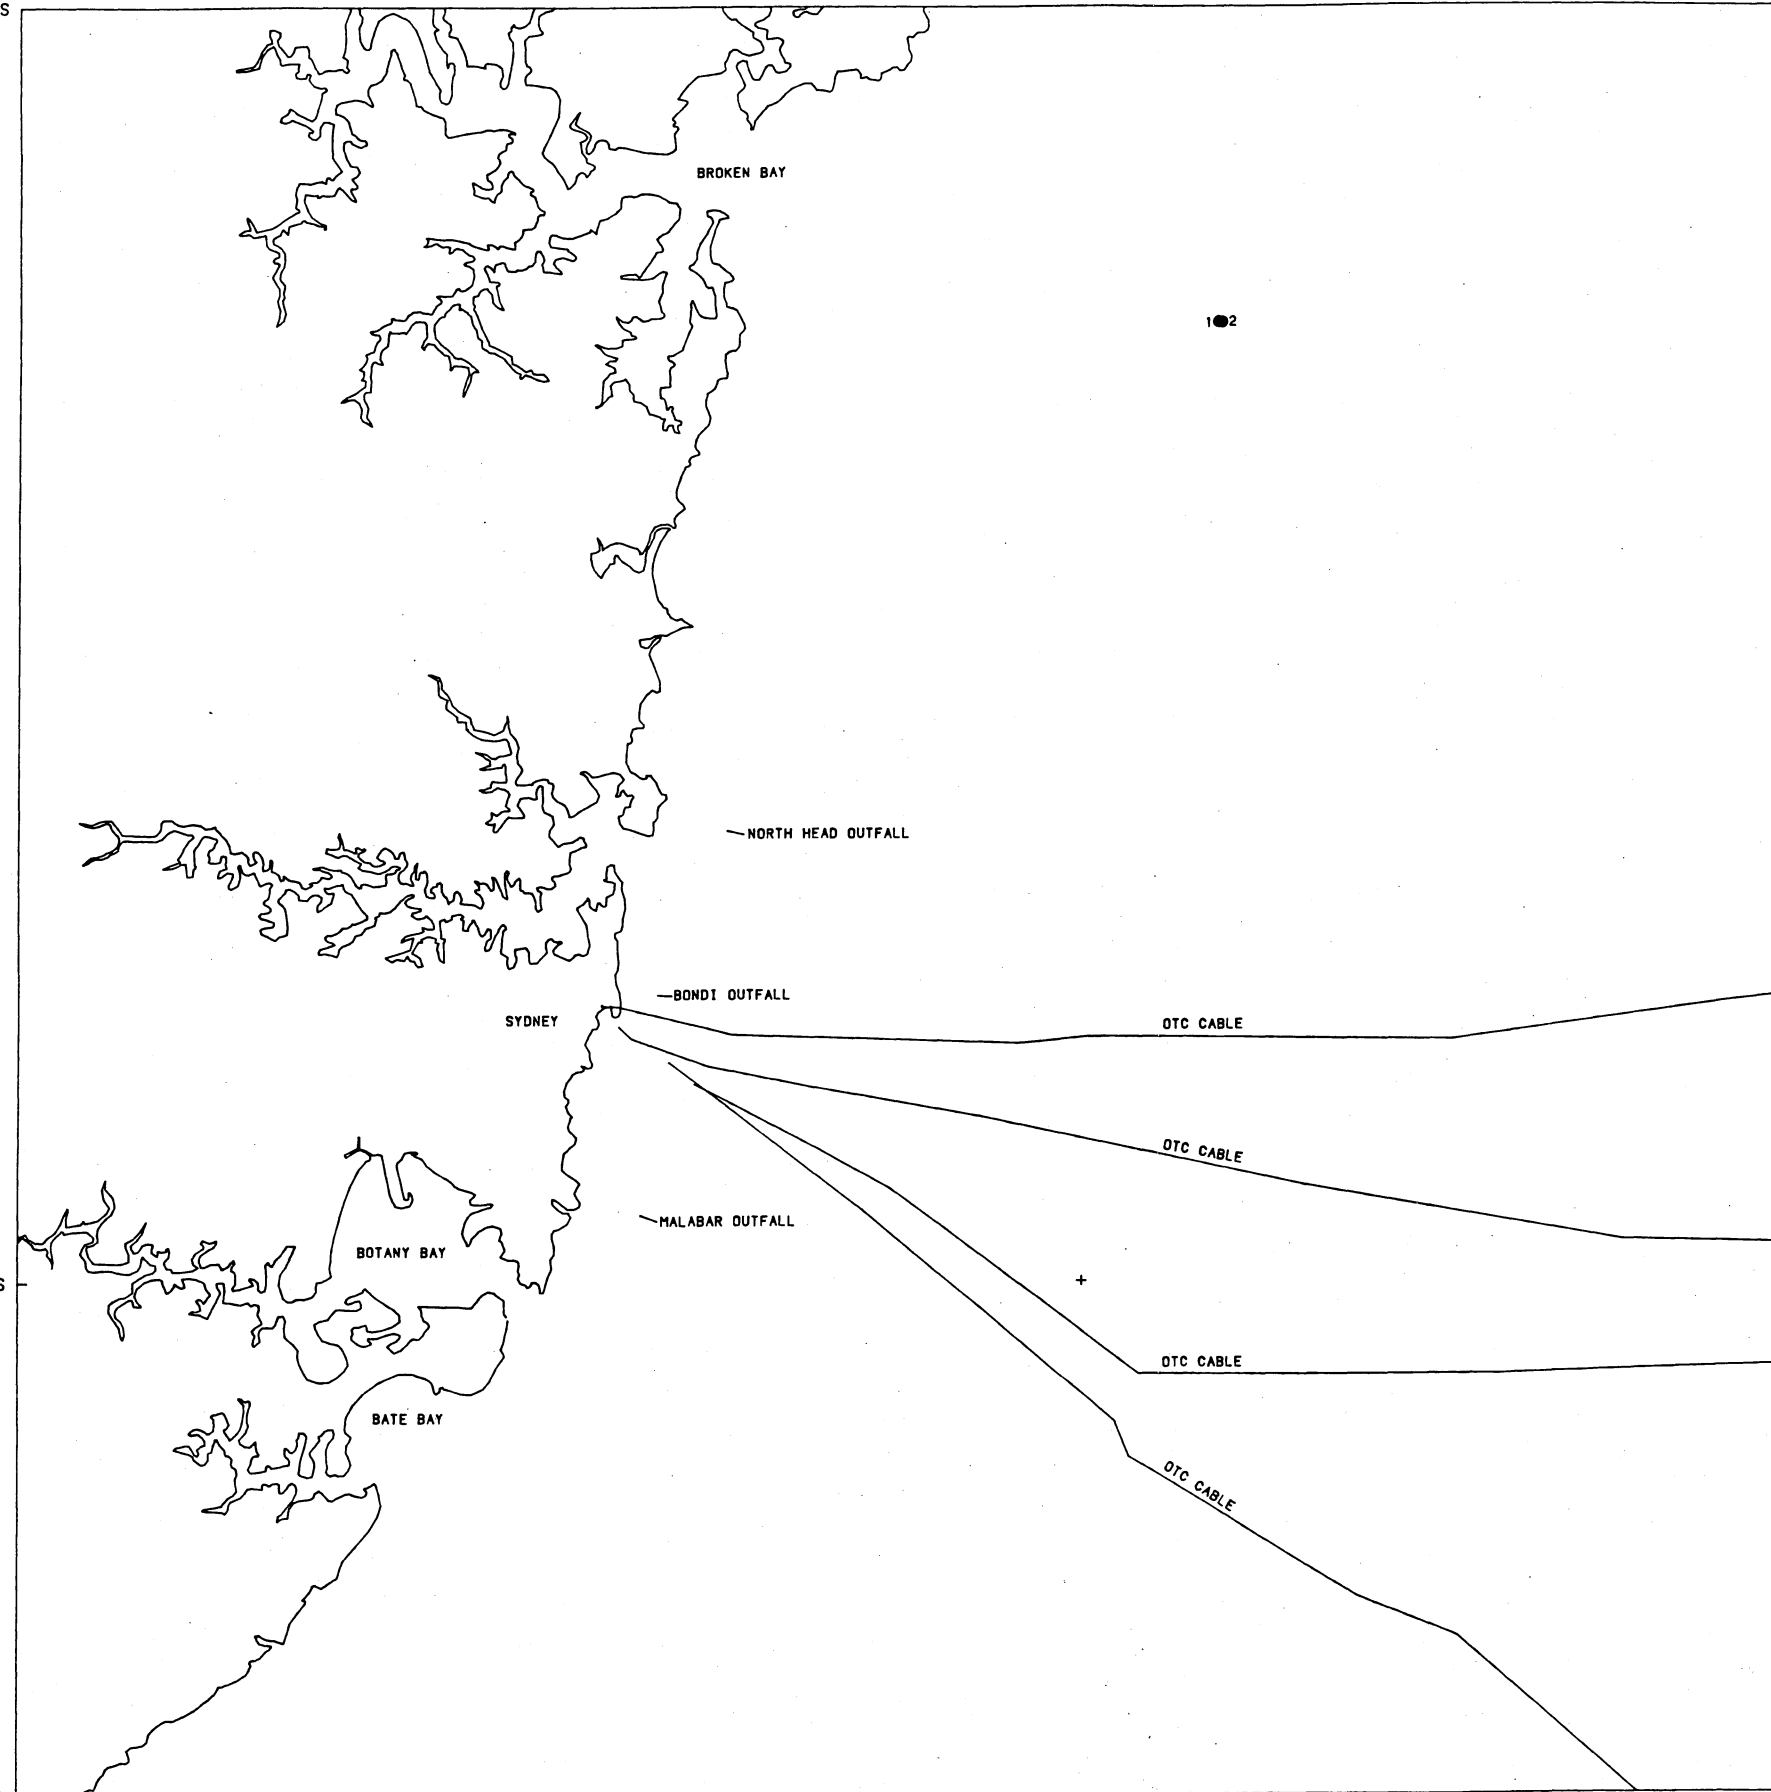 S
BROKEN BAY
1 2
NORTH HEAD OUTFALL
BONDI OUTFALL
SYDNEY
OTC CABLE
OTC CABLE
MALABAR OUTFALL
BOTANY BAY
S
OTC CABLE
BATE BAY
OTC CABLE